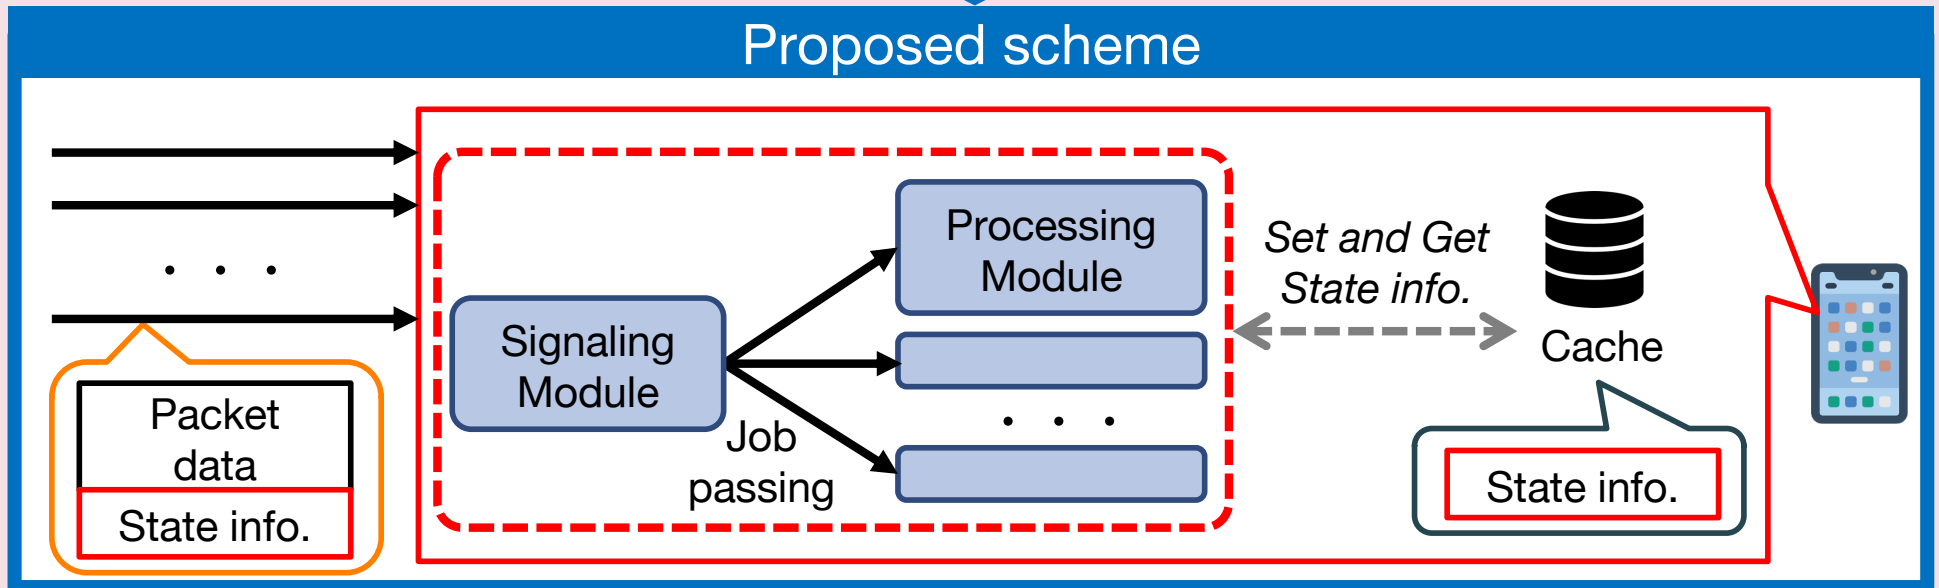 Proposed scheme
Processing
Module
Set and Get
State info.
Signaling
Module
Cache
Packet
data
Job
passing
State info.
State info.